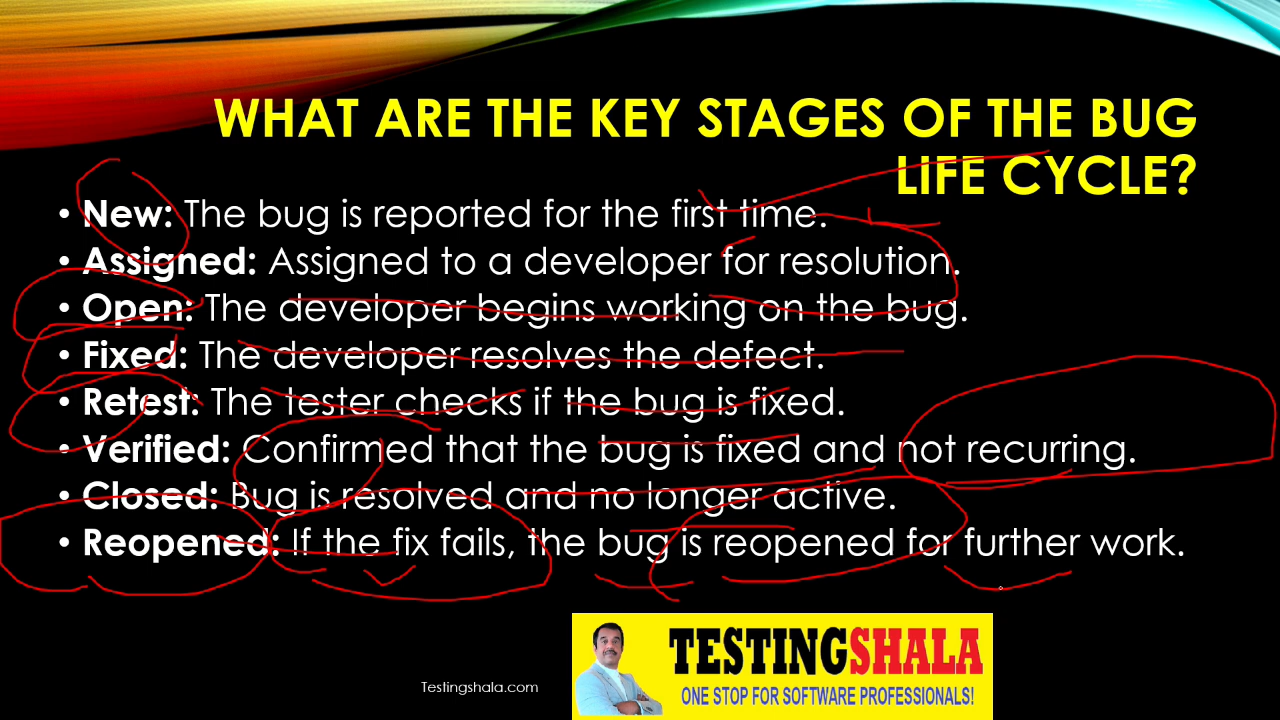 WHAT ARE THE KEY STAGES OF THE BUG
LIFE CYCLE?
• New: The bug is reported for the first time.
• Assigned: Assigned to a developer for resolution.
• Open: The developer begins working on the bug.
• Fixed: The developer resolves the defect.
• Retest: The tester checks if the bug is fixed.
• Verified: Confirmed that the bug is fixed and not recurring.
• Closed: Bug is resolved and no longer active.
• Reopened: If the fix fails, the bug is reopened for further work.
Testingshala.com
TESTINGSHALA
ONE STOP FOR SOFTWARE PROFESSIONALS!